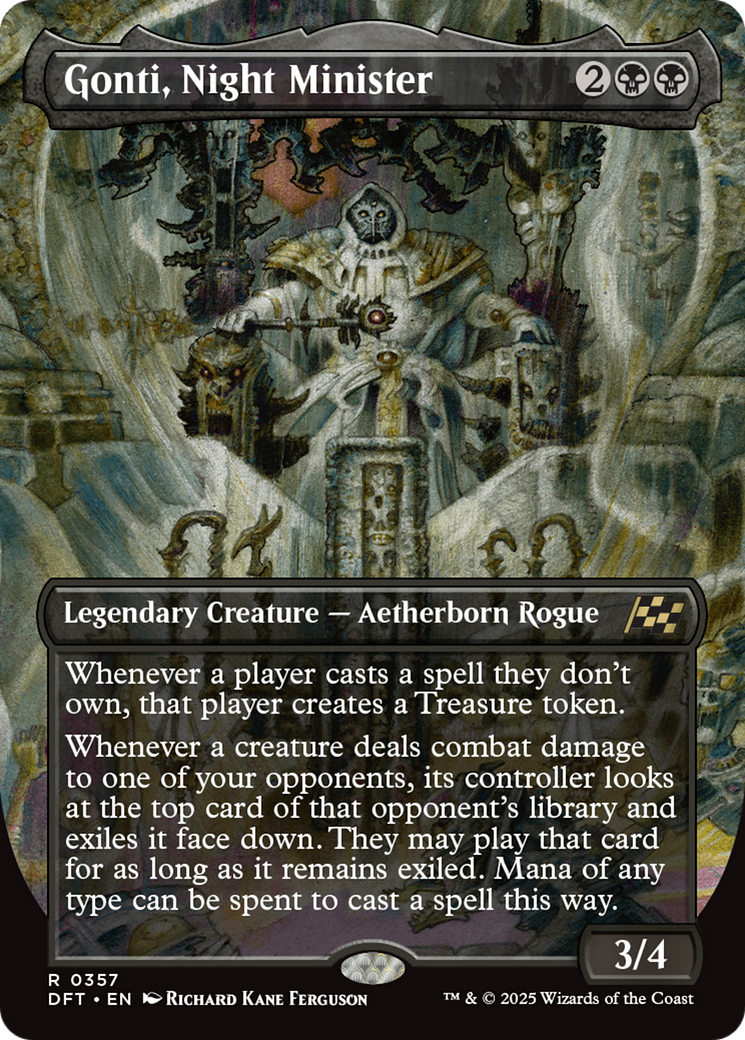 Gonti, Night Minister 2
Legendary Creature — Aetherborn Rogue
Whenever a player casts a spell they don't
own, that player creates a Treasure token.
Whenever a creature deals combat damage
to one of your opponents, its controller looks
at the top card of that opponent's library and
exiles it face down. They may play that card
for as long as it remains exiled. Mana of any
type can be spent to cast a spell this way.
3/4
R 0357
DFT • EN Richard Kane Ferguson
™ & © 2025 Wizards of the Coast